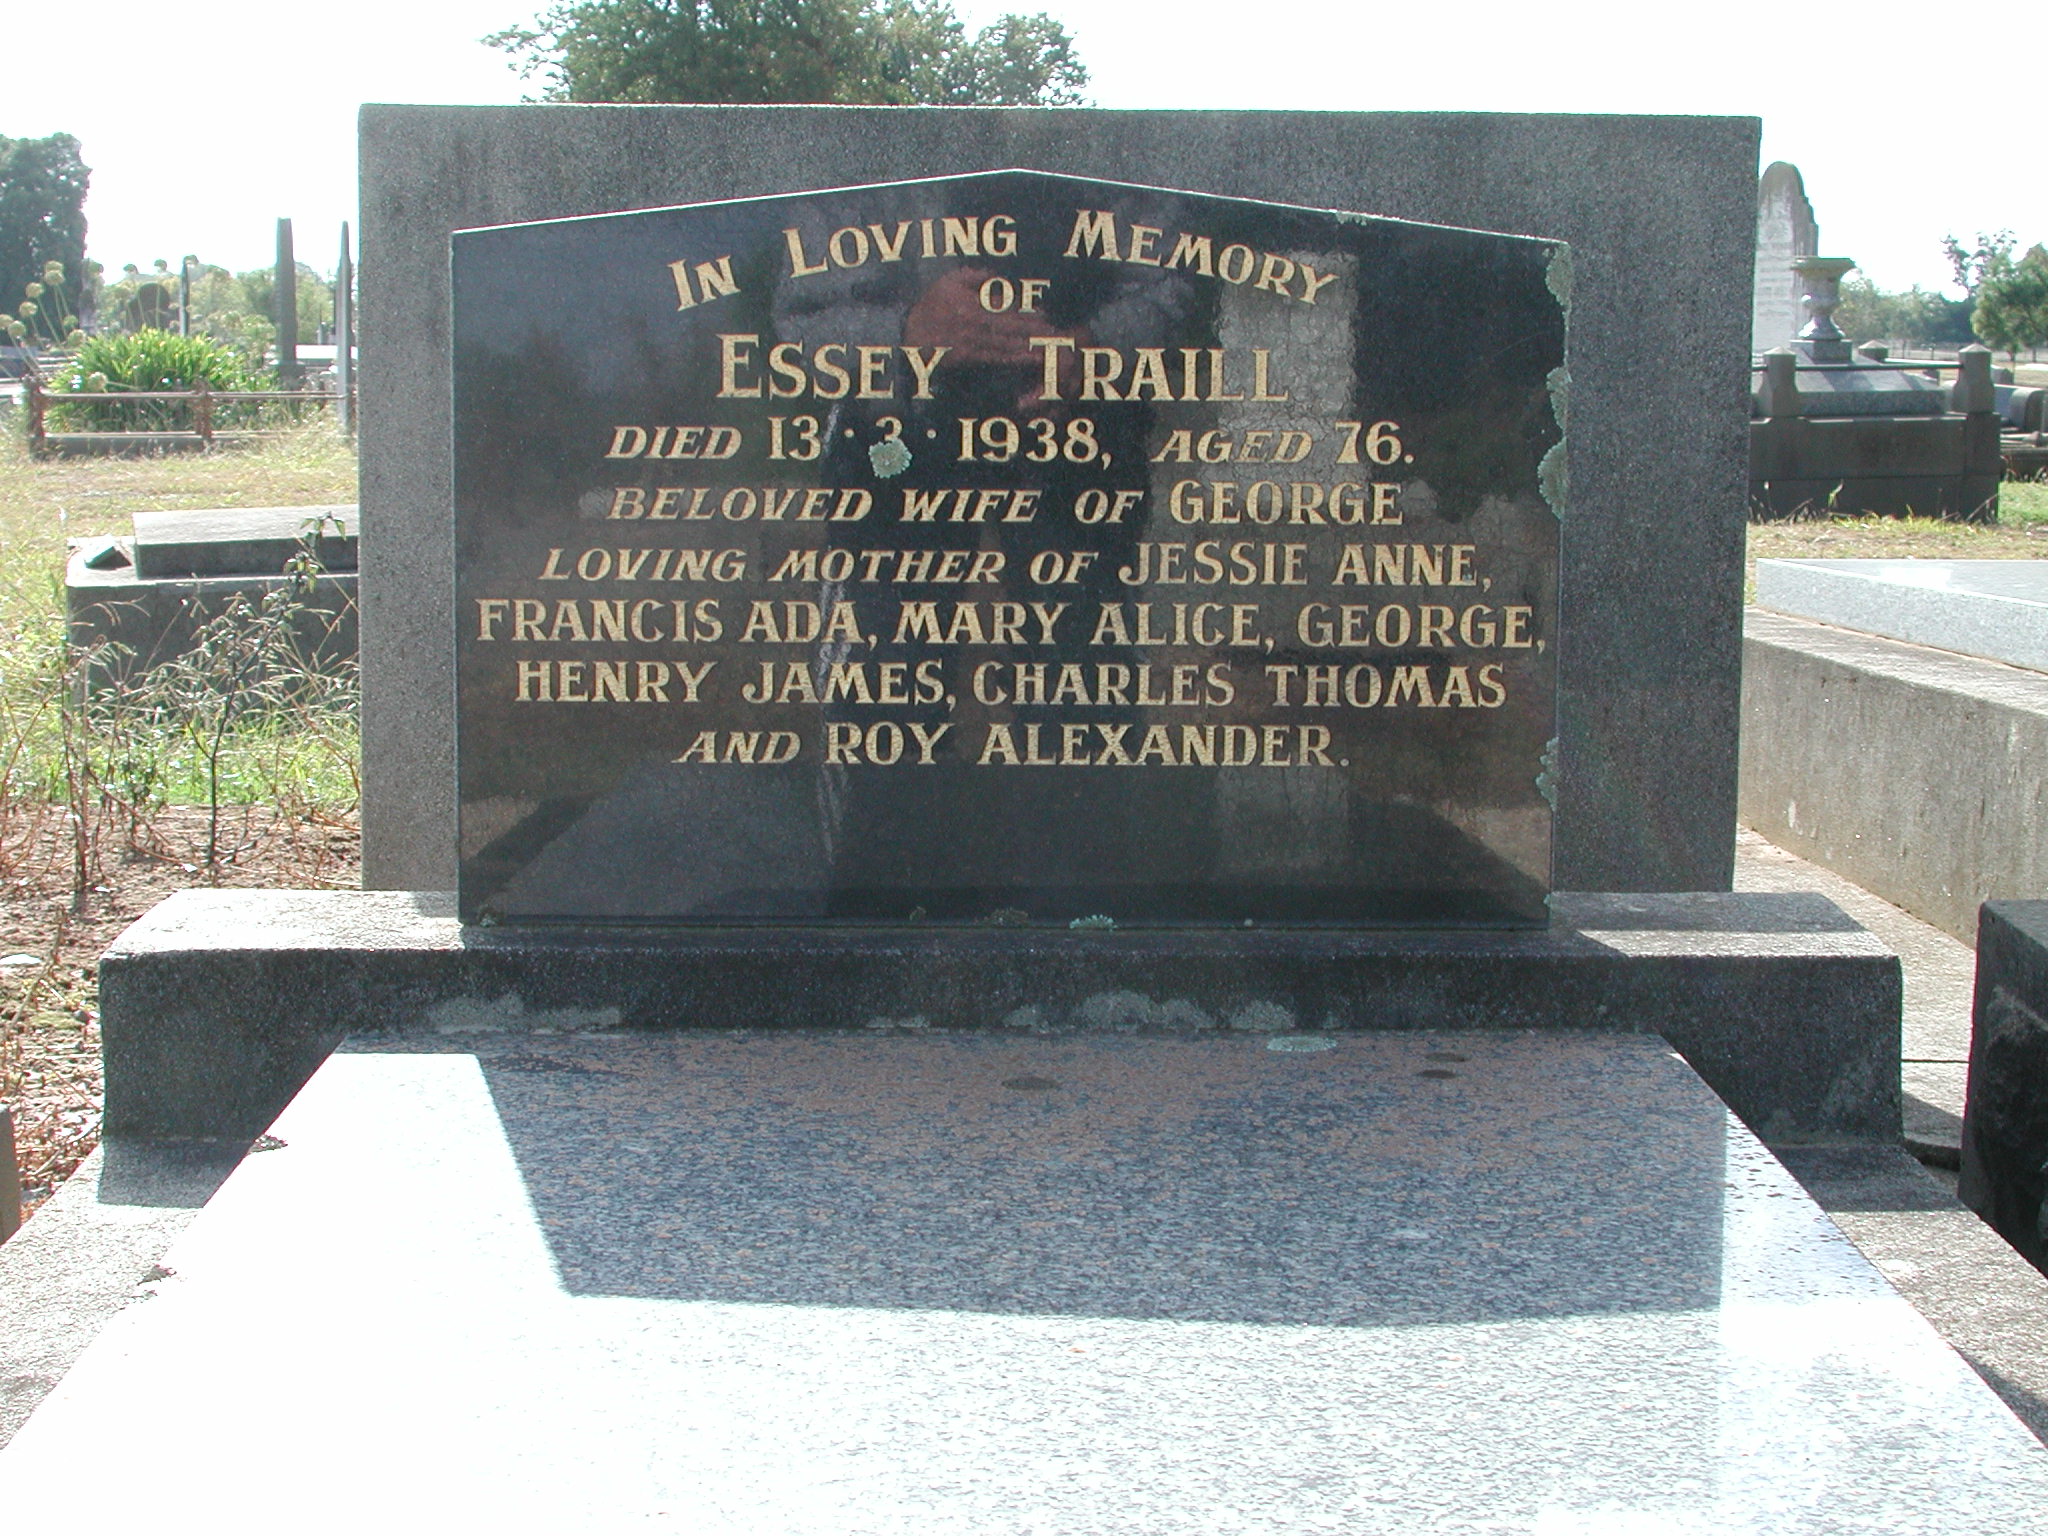 IN LOVING MEMORY
OF
ESSEY TRAILL
DIED 13·3·1938, AGED 76.
BELOVED WIFE OF GEORGE
LOVING MOTHER OF JESSIE ANNE,
FRANCIS ADA, MARY ALICE, GEORGE,
HENRY JAMES, CHARLES THOMAS
AND ROY ALEXANDER.